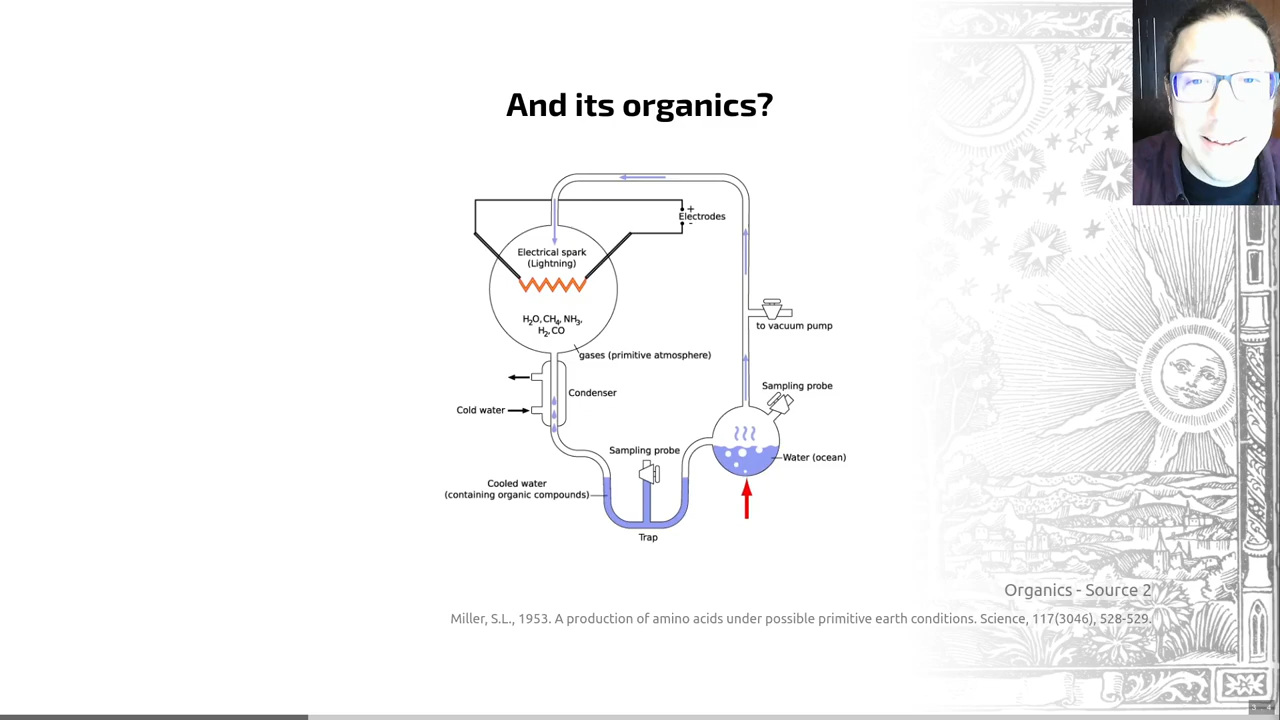 And its organics?
+
Electrodes
-
Electrical spark
(Lightning)
H₂O, CH₄, NH₃,
H₂, CO
to vacuum pump
gases (primitive atmosphere)
Sampling probe
Condenser
Cold water
Sampling probe
Water (ocean)
Cooled water
(containing organic compounds)
Trap
Organics - Source 2
Miller, S.L., 1953. A production of amino acids under possible primitive earth conditions. Science, 117(3046), 528-529.